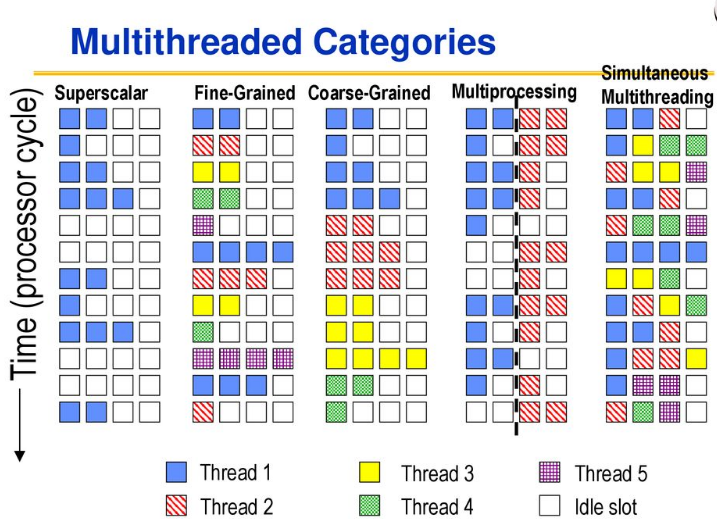 Multithreaded Categories
Superscalar
Fine-Grained
Coarse-Grained
Multiprocessing
Simultaneous
Multithreading
Time (processor cycle)
Thread 1
Thread 3
Thread 5
Thread 2
Thread 4
Idle slot